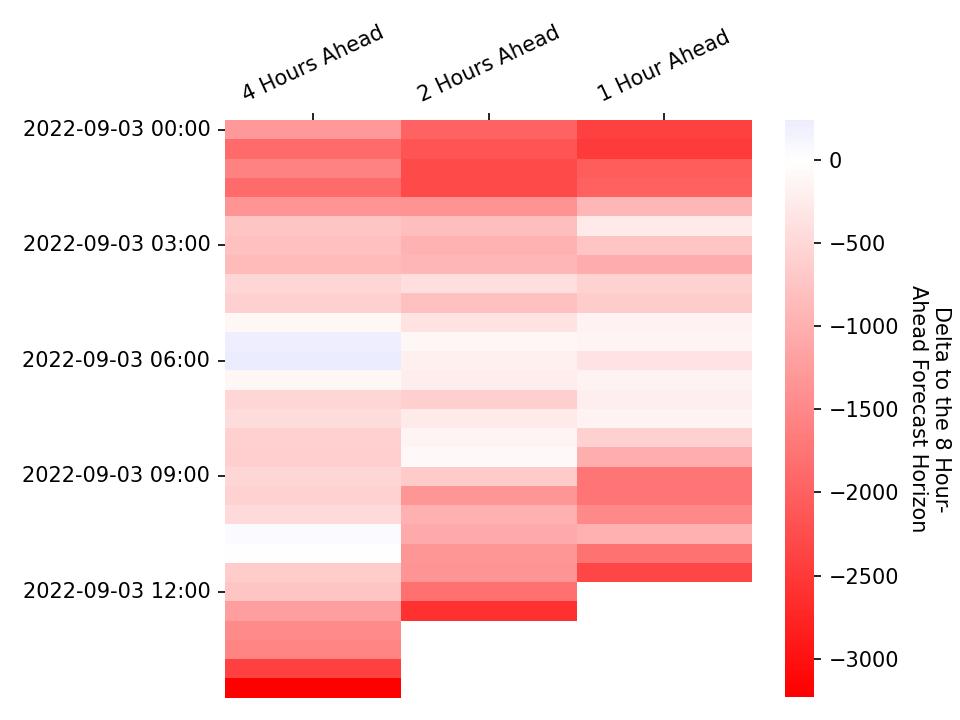 4 Hours Ahead
2 Hours Ahead
1 Hour Ahead
2022-09-03 00:00
2022-09-03 03:00
2022-09-03 06:00
2022-09-03 09:00
2022-09-03 12:00
0
−500
−1000
−1500
−2000
−2500
−3000
Delta to the 8 Hour-
Ahead Forecast Horizon